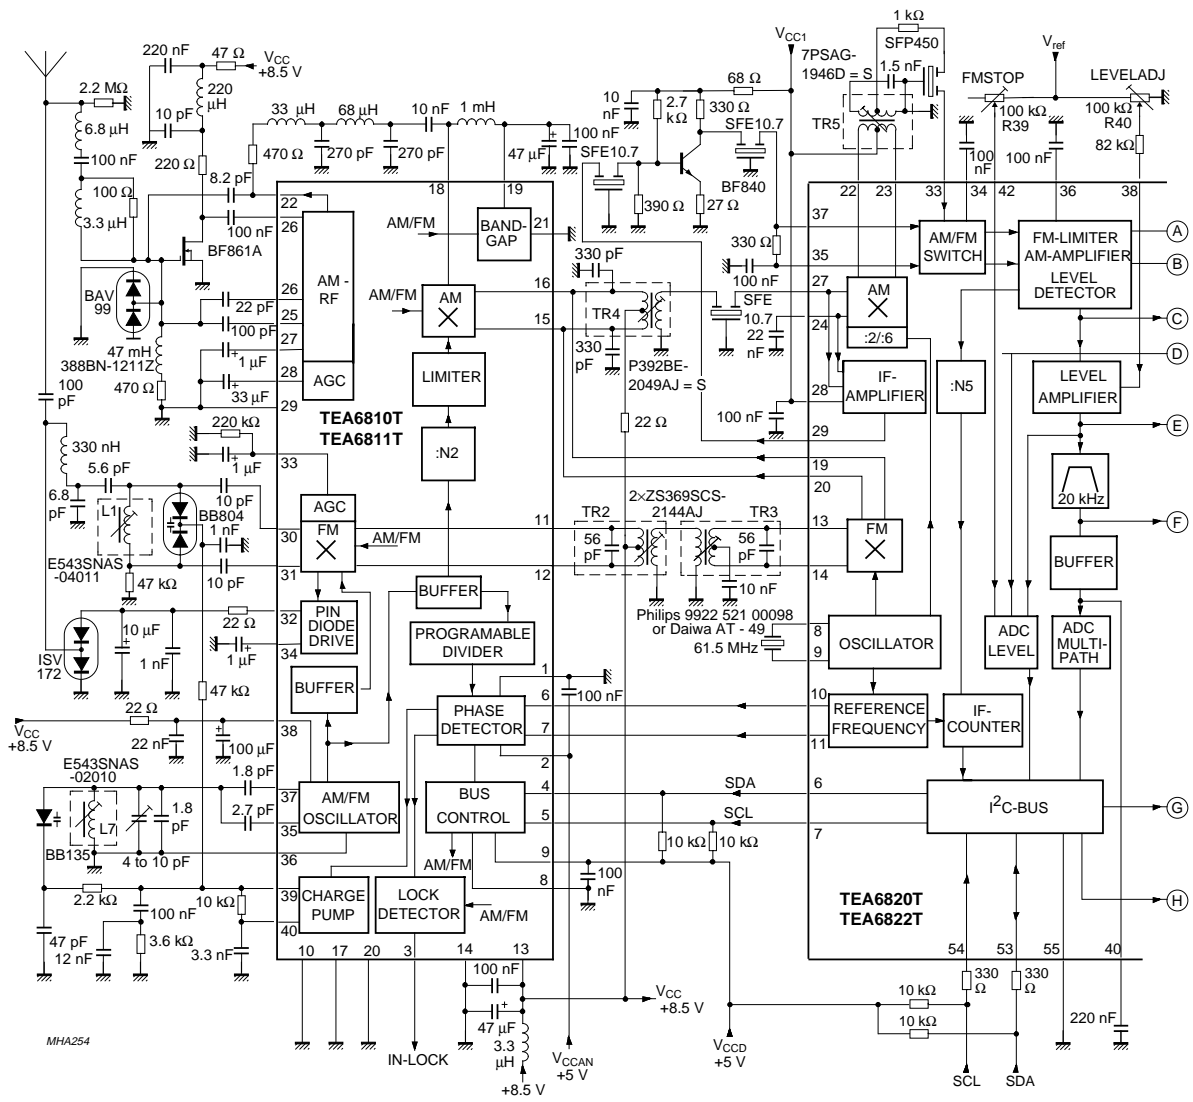 220 nF
47 Ω
VCC
+8.5 V
2.2 MΩ
220
μH
6.8 μH
10 pF
100 nF
220 Ω
100 Ω
3.3 μH
8.2 pF
100 nF
BF861A
33 μH
68 μH
10 nF
1 mH
470 Ω
270 pF
270 pF
47 μF
100 nF
SFE10.7
10
nF
2.7
kΩ
330 Ω
68 Ω
VCC1
SFE10.7
BF840
390 Ω
27 Ω
7PSAG-
1946D = S
1 kΩ
SFP450
1.5 nF
TR5
FMSTOP
Vref
LEVELADJ
100 kΩ
R39
100 kΩ
R40
82 kΩ
100
nF
100 nF
22
26
18
19
21
22
23
33
34
42
36
38
AM/FM
BAND-
GAP
37
35
330 Ω
100 nF
AM/FM
SWITCH
FM-LIMITER
AM-AMPLIFIER
LEVEL
DETECTOR
A
B
C
D
E
F
G
H
BAV
99
22 pF
100 pF
1 μF
33 μF
47 mH
388BN-1211Z
470 Ω
100
pF
26
25
27
28
29
AM -
RF
AGC
AM/FM
AM
LIMITER
:N2
TEA6810T
TEA6811T
16
15
330 pF
TR4
330
pF
P392BE-
2049AJ = S
SFE
10.7
22
nF
22 Ω
100 nF
27
24
28
29
19
20
AM
:2/:6
IF-
AMPLIFIER
:N5
LEVEL
AMPLIFIER
20 kHz
BUFFER
330 nH
5.6 pF
6.8
pF
L1
BB804
10 pF
1 nF
E543SNAS
-04011
47 kΩ
10 pF
220 kΩ
1 μF
33
30
31
AGC
FM
AM/FM
11
12
TR2
56
pF
2×ZS369SCS-
2144AJ
TR3
56
pF
10 nF
13
14
FM
Philips 9922 521 00098
or Daiwa AT - 49
61.5 MHz
8
9
OSCILLATOR
ADC
LEVEL
ADC
MULTI-
PATH
ISV
172
10 μF
1 nF
22 Ω
1 μF
32
34
PIN
DIODE
DRIVE
BUFFER
PROGRAMABLE
DIVIDER
BUFFER
47 kΩ
1
6
7
2
100 nF
PHASE
DETECTOR
10
11
REFERENCE
FREQUENCY
IF-
COUNTER
22 Ω
VCC
+8.5 V
22 nF
100 μF
38
E543SNAS
-02010
1.8 pF
2.7 pF
L7
1.8
pF
BB135
4 to 10 pF
37
35
36
AM/FM
OSCILLATOR
BUS
CONTROL
AM/FM
4
5
9
8
SDA
SCL
10 kΩ
10 kΩ
100
nF
6
7
I2C-BUS
TEA6820T
TEA6822T
2.2 kΩ
10 kΩ
100 nF
3.6 kΩ
47 pF
12 nF
3.3 nF
39
40
CHARGE
PUMP
LOCK
DETECTOR
AM/FM
10
17
20
3
14
13
54
53
55
40
100 nF
47 μF
3.3
μH
+8.5 V
VCC
+8.5 V
IN-LOCK
VCCAN
+5 V
VCCD
+5 V
330
Ω
330
Ω
10 kΩ
10 kΩ
220 nF
SCL
SDA
MHA254